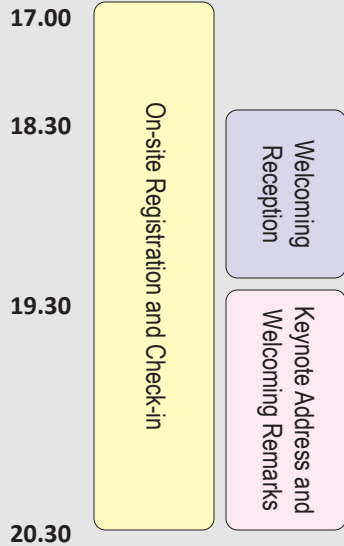 17.00
18.30
19.30
20.30
On-site Registration and Check-in
Welcoming
Reception
Keynote Address and
Welcoming Remarks